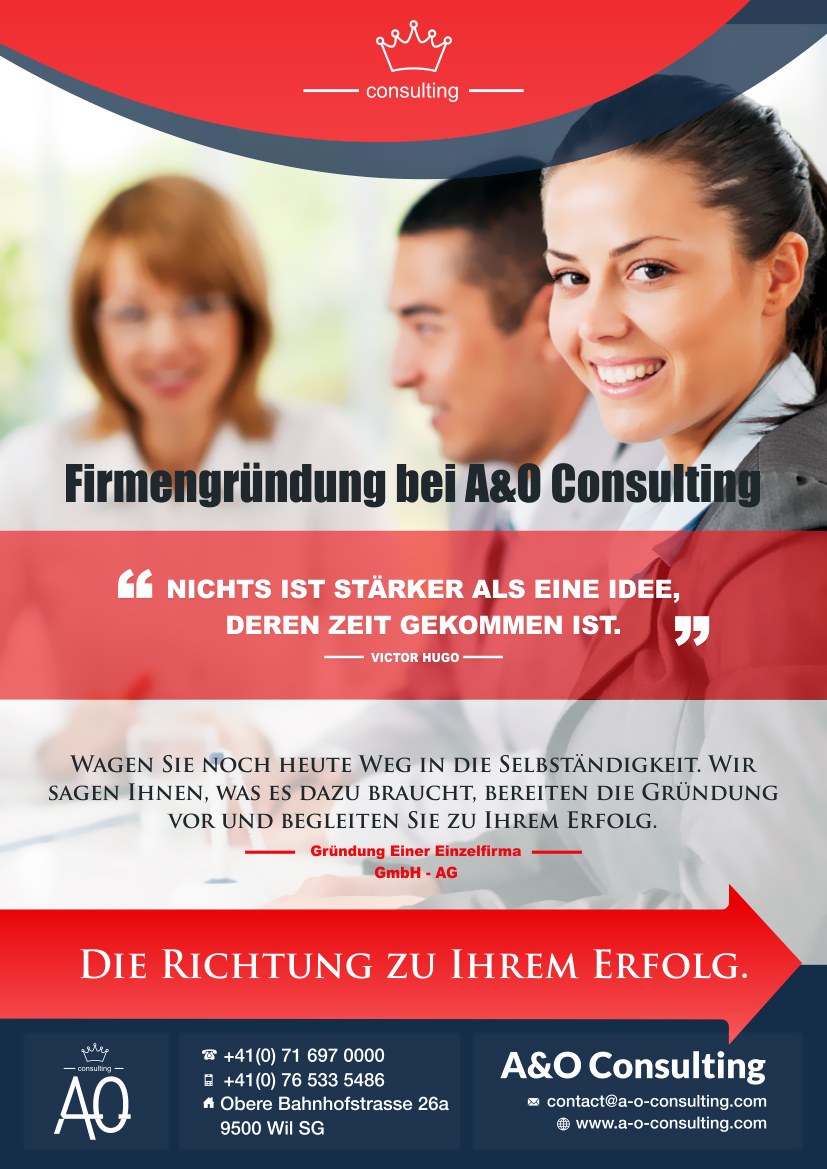 consulting
Firmengründung bei A&O Consulting
“ NICHTS IST STÄRKER ALS EINE IDEE,
DEREN ZEIT GEKOMMEN IST. ”
VICTOR HUGO
Wagen Sie noch heute Weg in die Selbständigkeit. Wir
sagen Ihnen, was es dazu braucht, bereiten die Gründung
vor und begleiten Sie zu Ihrem Erfolg.
Gründung Einer Einzelfirma
GmbH - AG
Die Richtung zu Ihrem Erfolg.
consulting
AO
+41(0) 71 697 0000
+41(0) 76 533 5486
Obere Bahnhofstrasse 26a
9500 Wil SG
A&O Consulting
contact@a-o-consulting.com
www.a-o-consulting.com